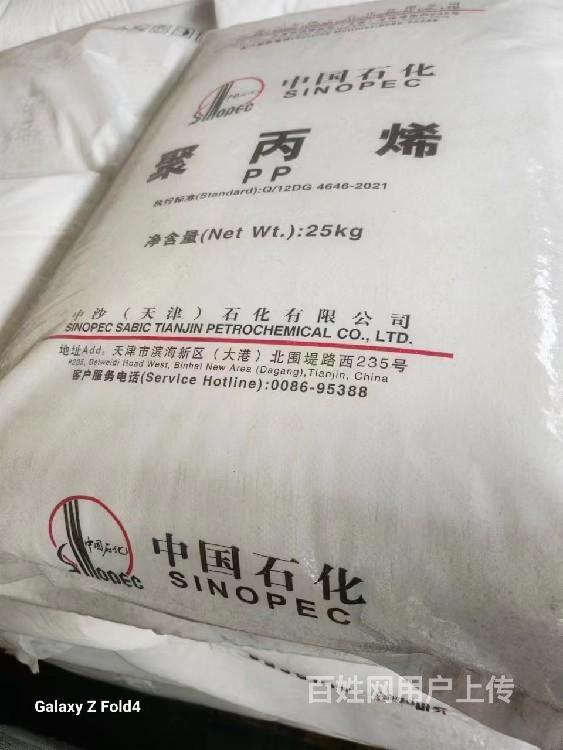 中国石化
SINOPEC
SINOPEC
聚丙烯
PP
执行标准(Standard):Q/12DG 4646-2021
净含量(Net Wt.):25kg
中沙（天津）石化有限公司
SINOPEC SABIC TIANJIN PETROCHEMICAL CO., LTD.
地址Add: 天津市滨海新区（大港）北围堤路西235号
#235, Beiweidi Road West, Binhai New Area (Dagang), Tianjin, China
客户服务电话(Service Hotline):0086-95388
中国石化
SINOPEC
中国石化
SINOPEC
百姓网用户上传
Galaxy Z Fold4